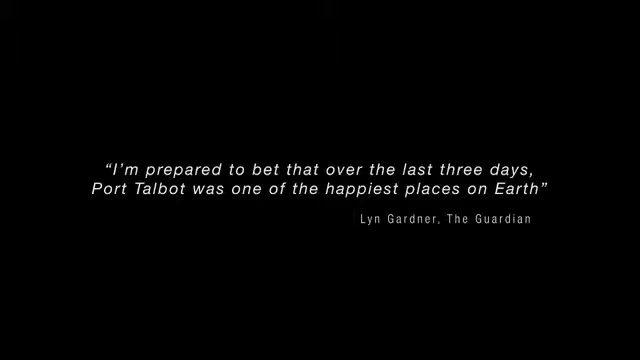 “I’m prepared to bet that over the last three days,
Port Talbot was one of the happiest places on Earth”
Lyn Gardner, The Guardian